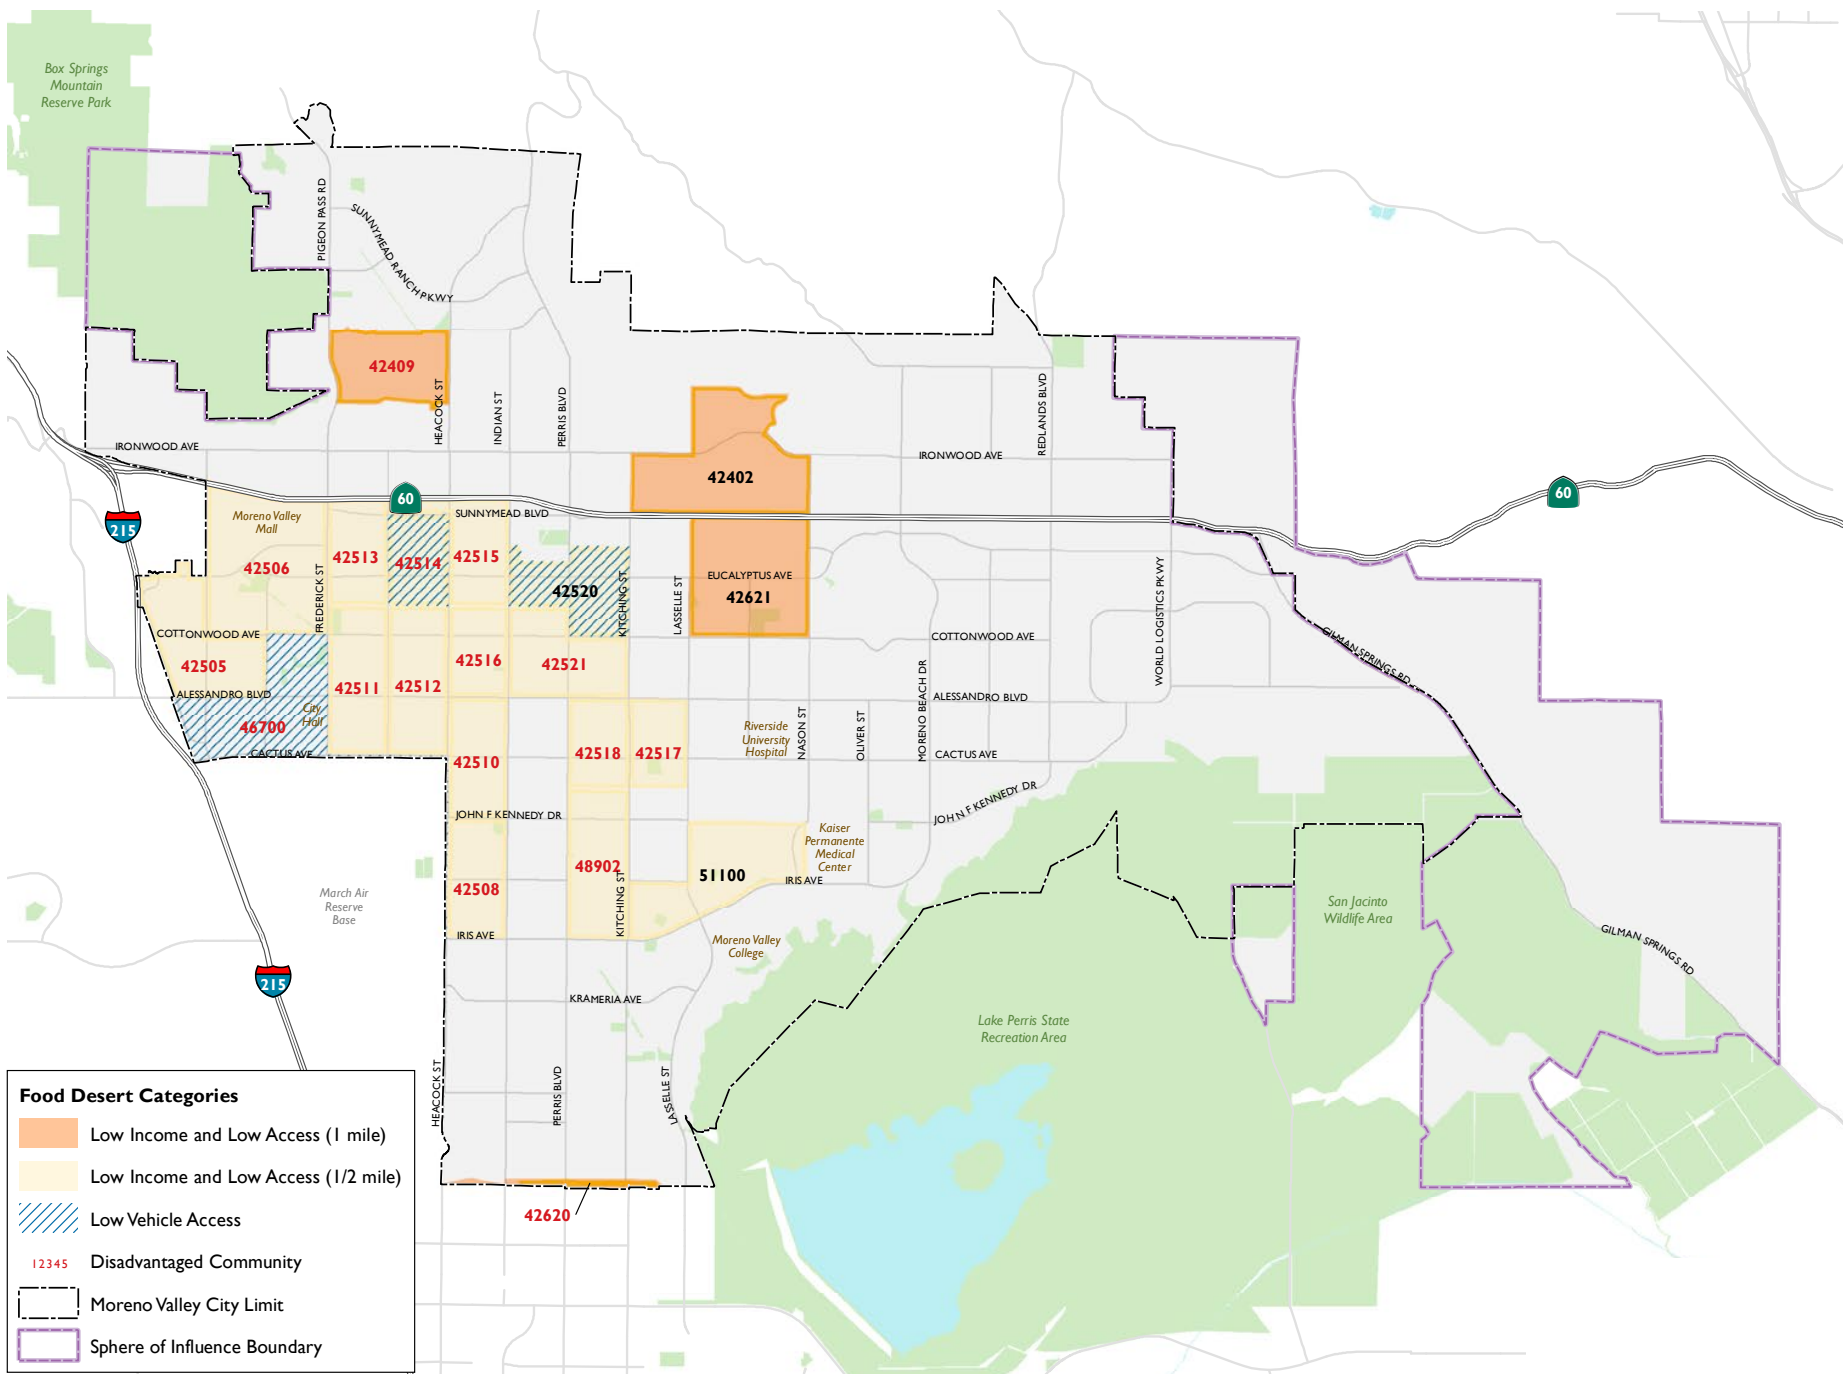 Box Springs
Mountain
Reserve Park
PIGEON PASS RD
SUNNYMEAD RANCH PKWY
42409
HEACOCK ST
INDIAN ST
PERRIS BLVD
REDLANDS BLVD
IRONWOOD AVE
IRONWOOD AVE
42402
60
60
215
SUNNYMEAD BLVD
Moreno Valley
Mall
42506
42513
42514
42515
42520
FREDERICK ST
KITCHING ST
LASSELLE ST
EUCALYPTUS AVE
42621
WORLD LOGISTICS PKWY
COTTONWOOD AVE
COTTONWOOD AVE
GILMAN SPRINGS RD
42505
42516
42521
42511
42512
ALESSANDRO BLVD
ALESSANDRO BLVD
MORENO BEACH DR
City
Hall
46700
CACTUS AVE
CACTUS AVE
42510
42518
42517
Riverside
University
Hospital
NASON ST
OLIVER ST
JOHN F KENNEDY DR
JOHN F KENNEDY DR
Kaiser
Permanente
Medical
Center
48902
51100
42508
KITCHING ST
IRIS AVE
IRIS AVE
March Air
Reserve
Base
San Jacinto
Wildlife Area
Moreno Valley
College
GILMAN SPRINGS RD
215
KRAMERIA AVE
Lake Perris State
Recreation Area
HEACOCK ST
PERRIS BLVD
LASSELLE ST
42620
Food Desert Categories
Low Income and Low Access (1 mile)
Low Income and Low Access (1/2 mile)
Low Vehicle Access
12345 Disadvantaged Community
Moreno Valley City Limit
Sphere of Influence Boundary